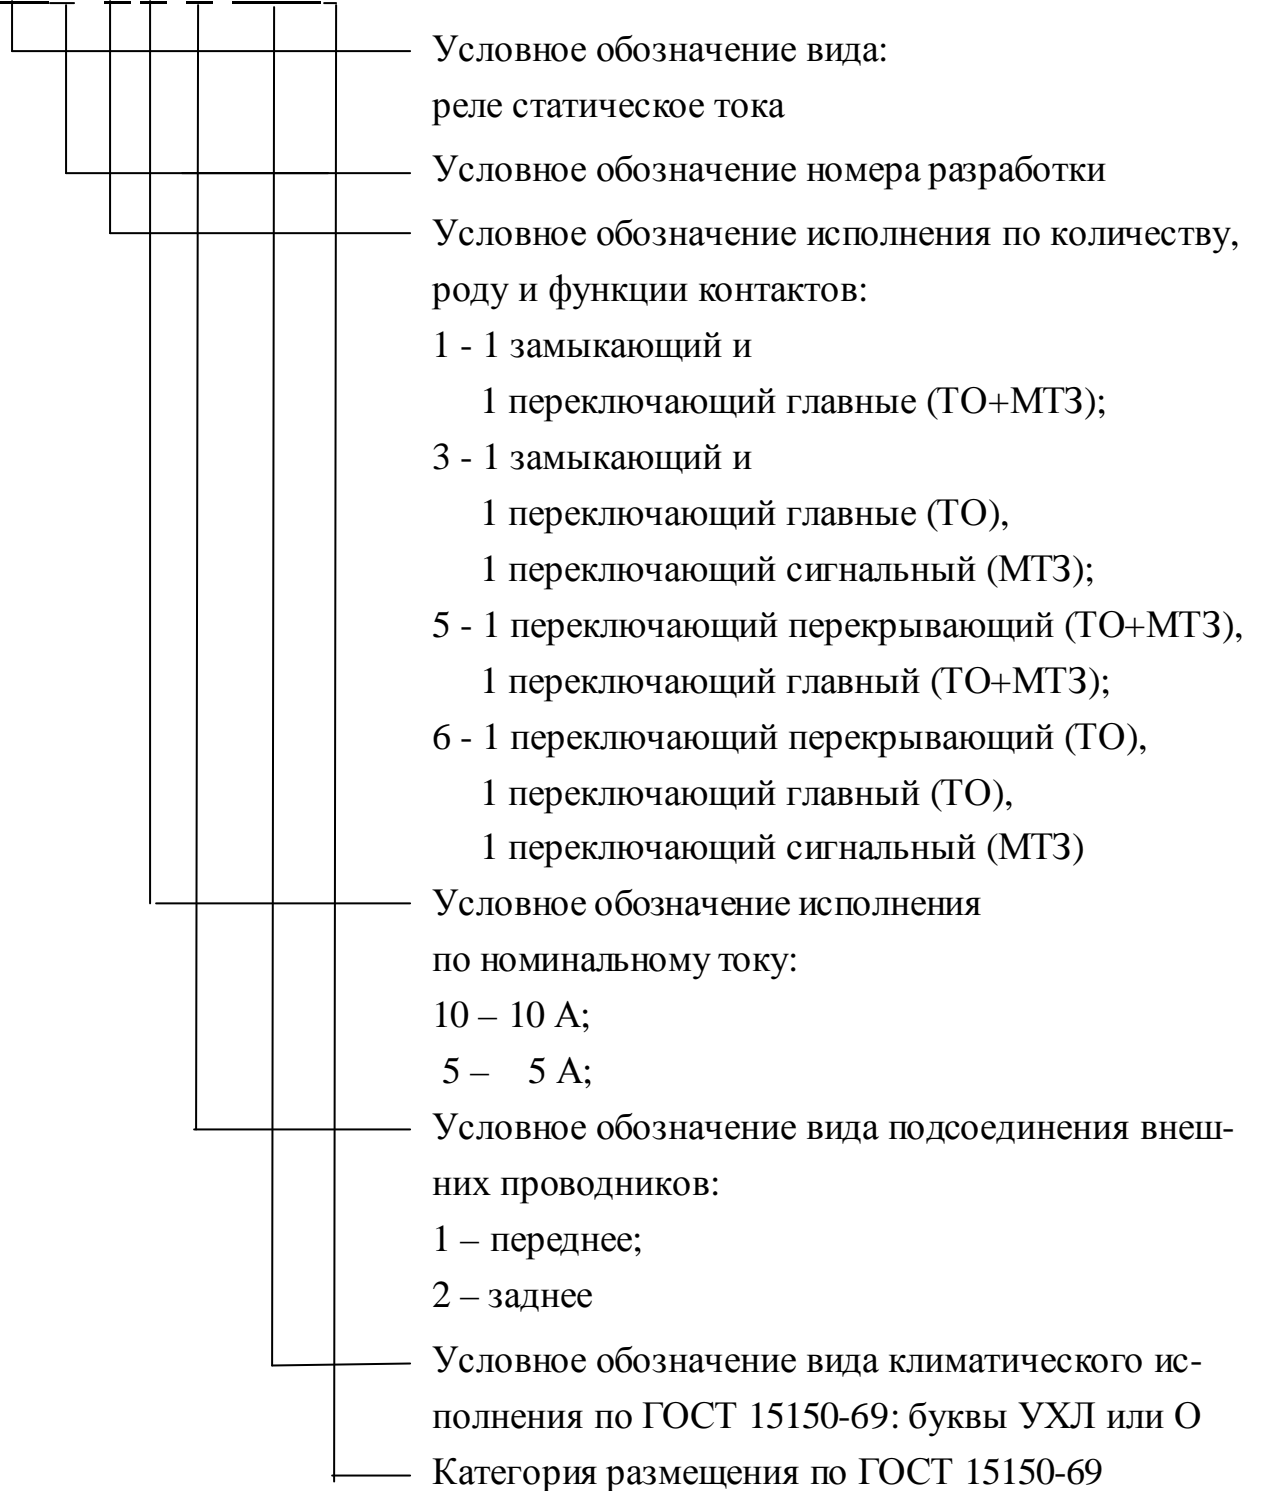 Условное обозначение вида:
реле статическое тока
Условное обозначение номера разработки
Условное обозначение исполнения по количеству,
роду и функции контактов:
1 - 1 замыкающий и
1 переключающий главные (ТО+МТЗ);
3 - 1 замыкающий и
1 переключающий главные (ТО),
1 переключающий сигнальный (МТЗ);
5 - 1 переключающий перекрывающий (ТО+МТЗ),
1 переключающий главный (ТО+МТЗ);
6 - 1 переключающий перекрывающий (ТО),
1 переключающий главный (ТО),
1 переключающий сигнальный (МТЗ)
Условное обозначение исполнения
по номинальному току:
10 – 10 А;
5 – 5 А;
Условное обозначение вида подсоединения внеш-
них проводников:
1 – переднее;
2 – заднее
Условное обозначение вида климатического ис-
полнения по ГОСТ 15150-69: буквы УХЛ или О
Категория размещения по ГОСТ 15150-69